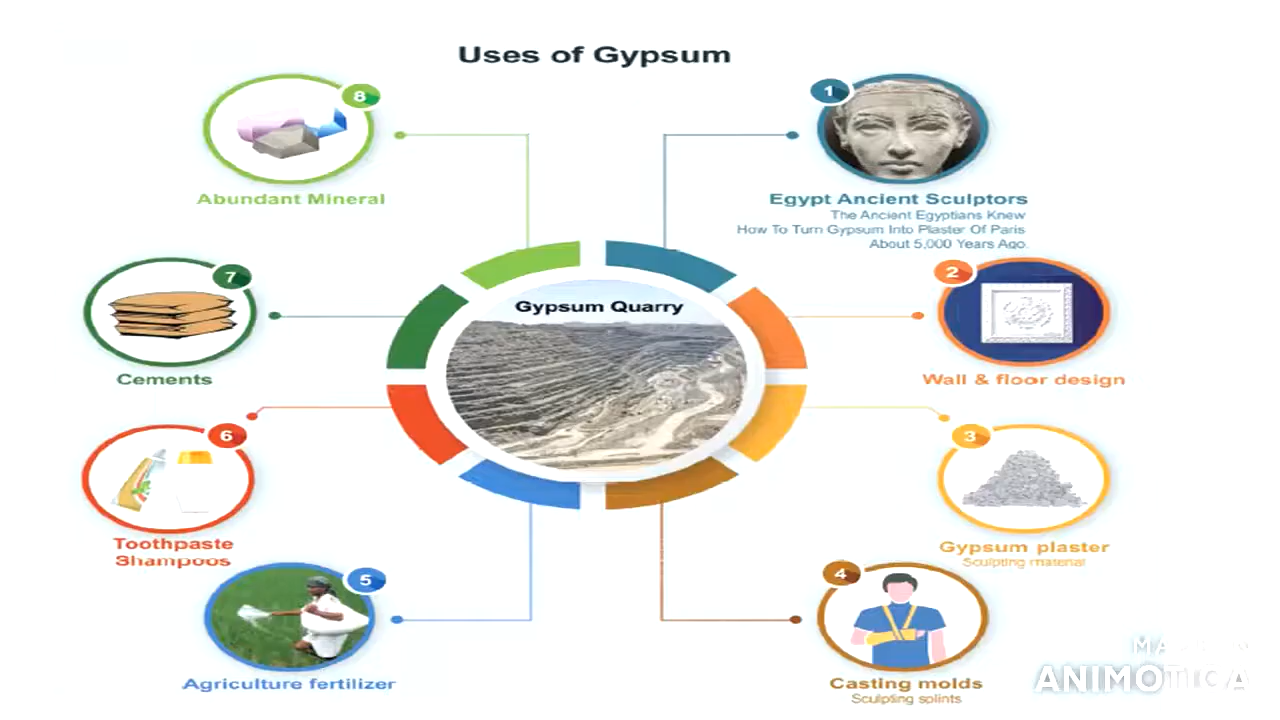 Uses of Gypsum
1
Egypt Ancient Sculptors
The Ancient Egyptians Knew
How To Turn Gypsum Into Plaster Of Paris
About 5,000 Years Ago.
2
Wall & floor design
3
Gypsum plaster
Sculpting material
4
Casting molds
Sculpting splints
5
Agriculture fertilizer
6
Toothpaste
Shampoos
7
Cements
8
Abundant Mineral
Gypsum Quarry
ANIMOTICA